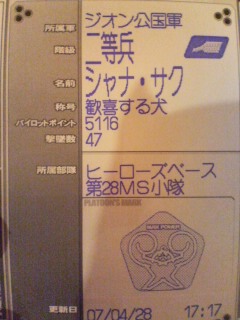 所属軍 ジオン公国軍
階級 二等兵
名前 シャナ・サク
称号 歓喜する犬
パイロットポイント 5116
撃墜数 47
所属部隊 ヒーローズベース
第28MS小隊
PLATOON'S MARK
MAX POWER
更新日 07/04/28 17:17